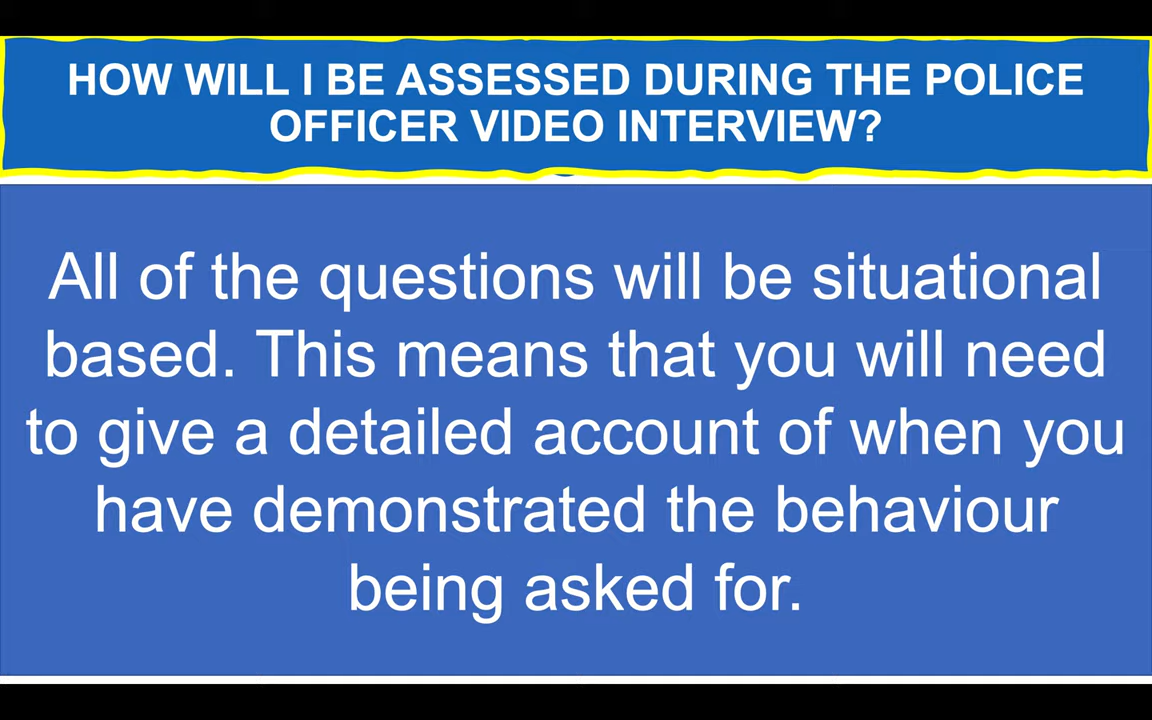 HOW WILL I BE ASSESSED DURING THE POLICE
OFFICER VIDEO INTERVIEW?
All of the questions will be situational
based. This means that you will need
to give a detailed account of when you
have demonstrated the behaviour
being asked for.